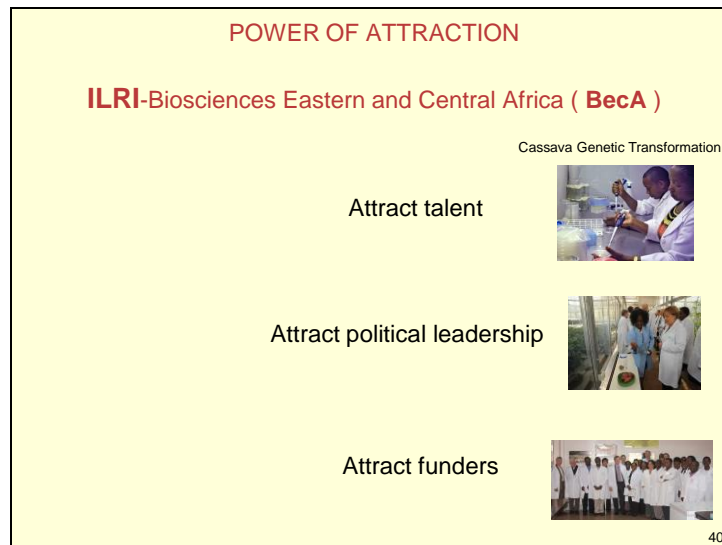 POWER OF ATTRACTION
ILRI-Biosciences Eastern and Central Africa ( BecA )
Cassava Genetic Transformation
Attract talent
Attract political leadership
Attract funders
40